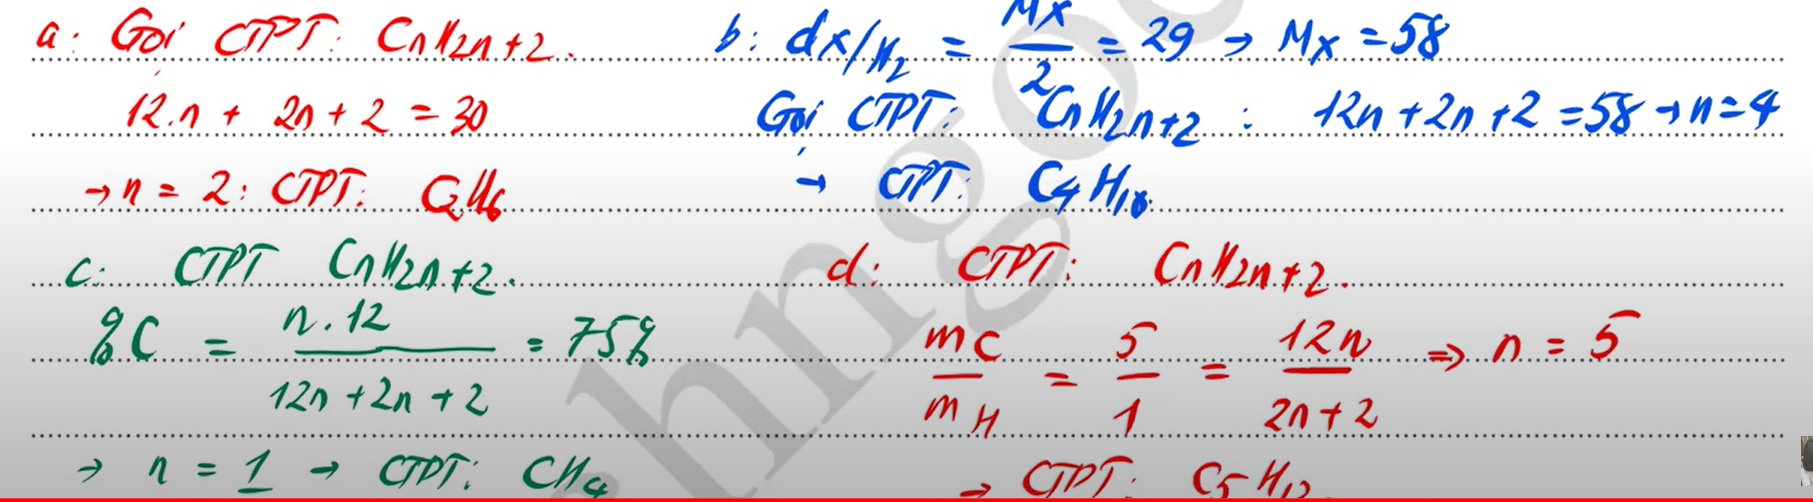 a: Gọi CTPT: CnH2n+2.
12.n + 2n + 2 = 30
→ n = 2: CTPT: C2H6
b: dX/H2 = MX/2 = 29 → MX = 58
Gọi CTPT: CnH2n+2 : 12n + 2n + 2 = 58 → n = 4
→ CTPT: C4H10.
c: CTPT CnH2n+2.
%C = n.12 / 12n + 2n + 2 = 75%
→ n = 1 → CTPT: CH4
d: CTPT: CnH2n+2.
mC/mH = 5/1 = 12n/2n+2 => n = 5
→ CTPT: C5H12